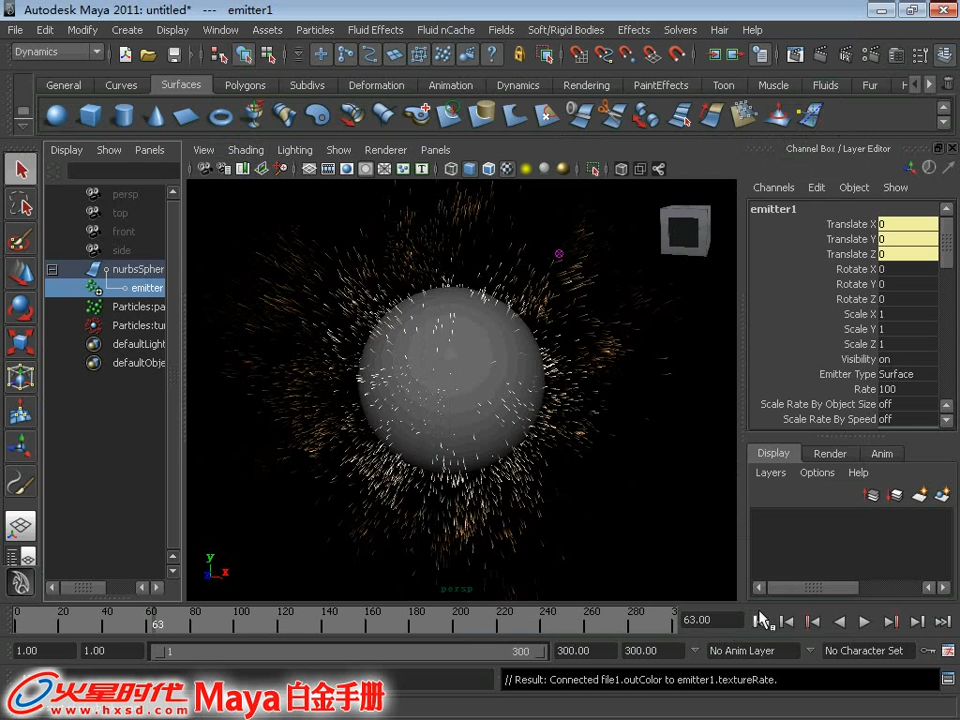 Autodesk Maya 2011: untitled*   ---   emitter1
File Edit Modify Create Display Window Assets Particles Fluid Effects Fluid nCache Fields Soft/Rigid Bodies Effects Solvers Hair Help
Dynamics
General Curves Surfaces Polygons Subdivs Deformation Animation Dynamics Rendering PaintEffects Toon Muscle Fluids Fur
Display Show Panels
View Shading Lighting Show Renderer Panels
persp
top
front
side
nurbsSpher
emitter
Particles:pa
Particles:tu
defaultLight
defaultObje
y
z x
persp
Channel Box / Layer Editor
Channels Edit Object Show
emitter1
Translate X 0
Translate Y 0
Translate Z 0
Rotate X 0
Rotate Y 0
Rotate Z 0
Scale X 1
Scale Y 1
Scale Z 1
Visibility on
Emitter Type Surface
Rate 100
Scale Rate By Object Size off
Scale Rate By Speed off
Display Render Anim
Layers Options Help
0 20 40 60 80 100 120 140 160 180 200 220 240 260 280 3
63
63.00
1.00 1.00 1 300 300.00 300.00 No Anim Layer No Character Set
火星时代 Maya 白金手册
www.hxsd.com
// Result: Connected file1.outColor to emitter1.textureRate.